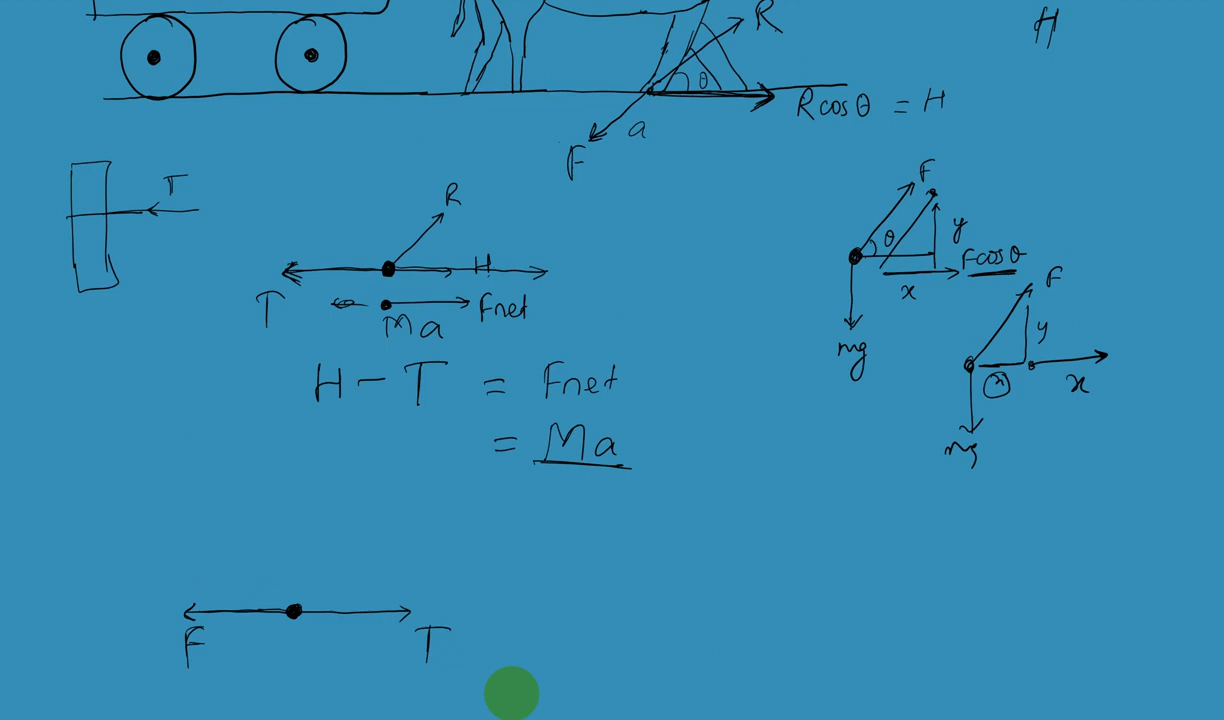 R
H
θ
R cos θ = H
a
F
T
R
H
T
Fnet
Ma
H - T = Fnet
= Ma
F
θ
y
F cos θ
x
mg
F
y
x
x
mg
F
T